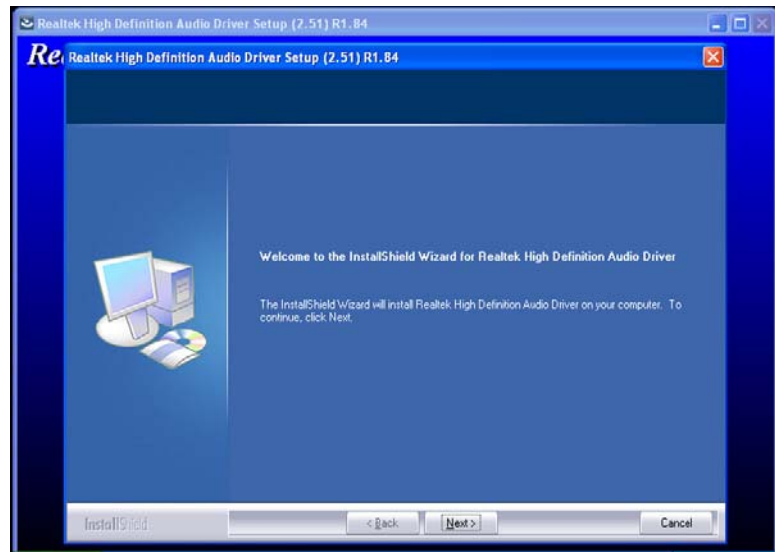 Realtek High Definition Audio Driver Setup (2.51) R1.84
Re
Realtek High Definition Audio Driver Setup (2.51) R1.84
Welcome to the InstallShield Wizard for Realtek High Definition Audio Driver
The InstallShield Wizard will install Realtek High Definition Audio Driver on your computer. To
continue, click Next.
InstallShield
< Back
Next >
Cancel